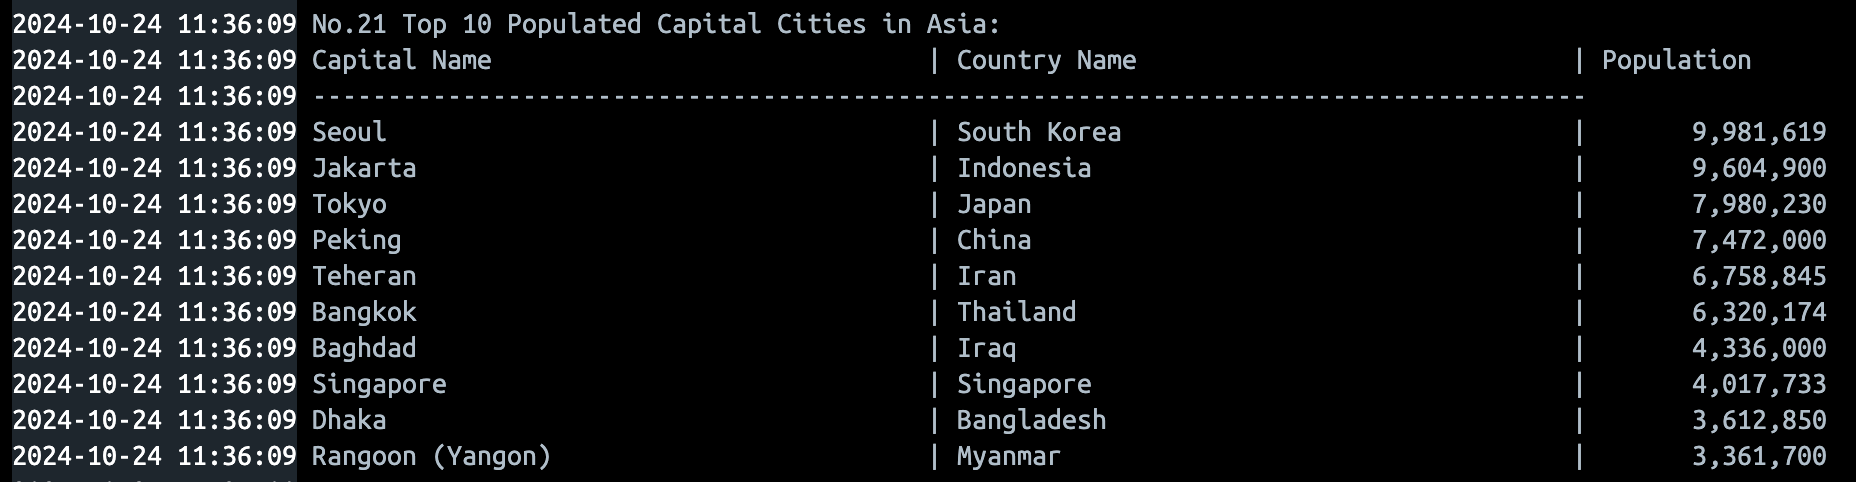 2024-10-24 11:36:09 No.21 Top 10 Populated Capital Cities in Asia:
2024-10-24 11:36:09 Capital Name | Country Name | Population
2024-10-24 11:36:09 -------------------------------------------------------------------------------------
2024-10-24 11:36:09 Seoul | South Korea | 9,981,619
2024-10-24 11:36:09 Jakarta | Indonesia | 9,604,900
2024-10-24 11:36:09 Tokyo | Japan | 7,980,230
2024-10-24 11:36:09 Peking | China | 7,472,000
2024-10-24 11:36:09 Teheran | Iran | 6,758,845
2024-10-24 11:36:09 Bangkok | Thailand | 6,320,174
2024-10-24 11:36:09 Baghdad | Iraq | 4,336,000
2024-10-24 11:36:09 Singapore | Singapore | 4,017,733
2024-10-24 11:36:09 Dhaka | Bangladesh | 3,612,850
2024-10-24 11:36:09 Rangoon (Yangon) | Myanmar | 3,361,700